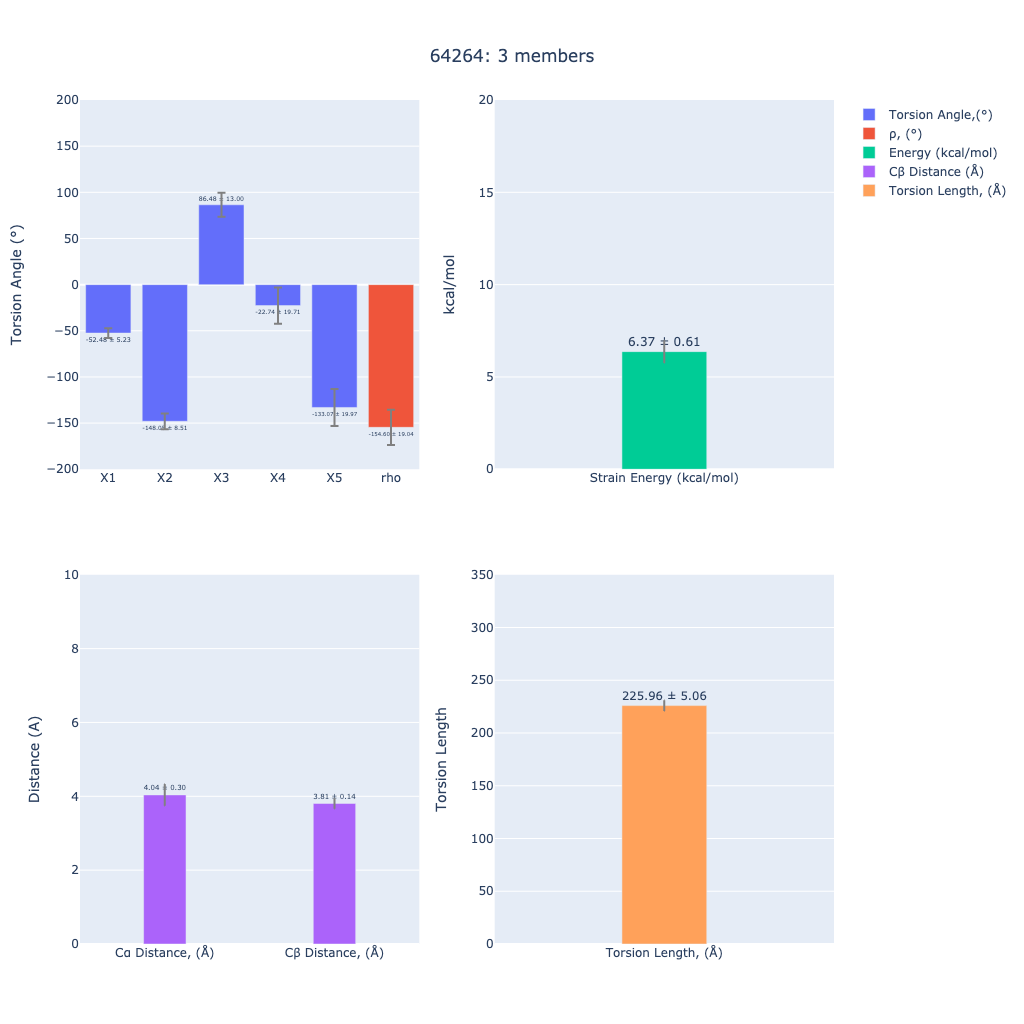 64264: 3 members
200
150
100
50
0
−50
−100
−150
−200
Torsion Angle (°)
86.48 ± 13.00
-52.48 ± 5.23
-22.74 ± 19.71
-133.07 ± 19.97
-154.60 ± 19.04
X1 X2 X3 X4 X5 rho
20
15
10
5
0
kcal/mol
6.37 ± 0.61
Strain Energy (kcal/mol)
Torsion Angle,(°)
ρ, (°)
Energy (kcal/mol)
Cβ Distance (Å)
Torsion Length, (Å)
10
8
6
4
2
0
Distance (A)
4.04 ± 0.30
3.81 ± 0.14
Cα Distance, (Å) Cβ Distance, (Å)
350
300
250
200
150
100
50
0
Torsion Length
225.96 ± 5.06
Torsion Length, (Å)